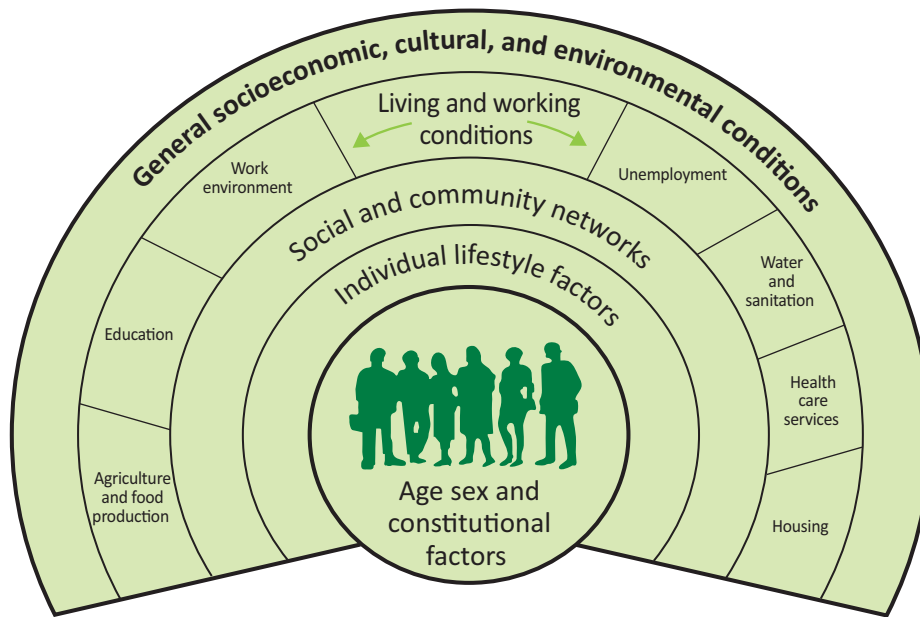 General socioeconomic, cultural, and environmental conditions
Living and working
conditions
Agriculture
and food
production
Education
Work
environment
Unemployment
Water
and
sanitation
Health
care
services
Housing
Social and community networks
Individual lifestyle factors
Age sex and
constitutional
factors